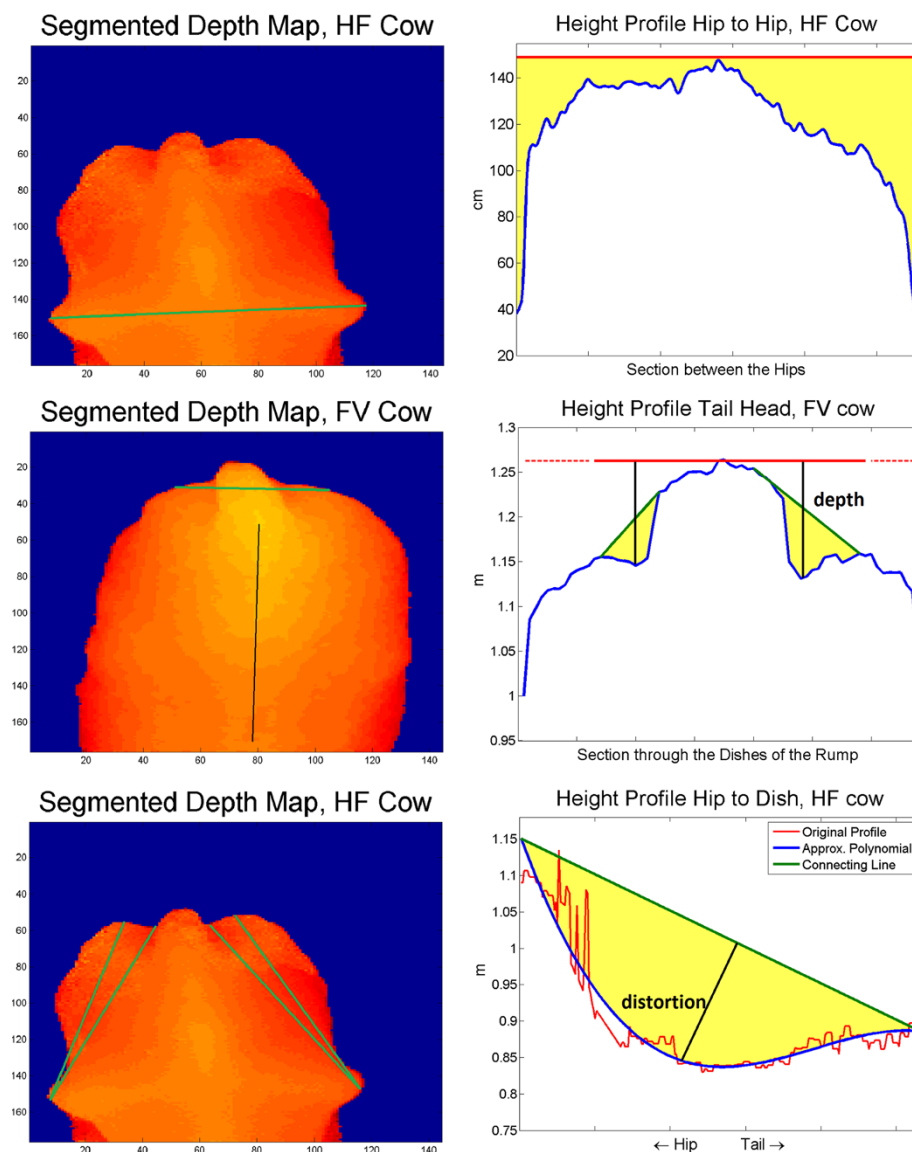 Segmented Depth Map, HF Cow
20
40
60
80
100
120
140
160
20 40 60 80 100 120 140
Height Profile Hip to Hip, HF Cow
140
120
100
80
60
40
20
cm
Section between the Hips
Segmented Depth Map, FV Cow
20
40
60
80
100
120
140
160
20 40 60 80 100 120 140
Height Profile Tail Head, FV cow
1.3
1.25
1.2
1.15
1.1
1.05
1
0.95
m
depth
Section through the Dishes of the Rump
Segmented Depth Map, HF Cow
20
40
60
80
100
120
140
160
20 40 60 80 100 120 140
Height Profile Hip to Dish, HF cow
1.15
1.1
1.05
1
0.95
0.9
0.85
0.8
0.75
m
Original Profile
Approx. Polynomial
Connecting Line
distortion
← Hip Tail →